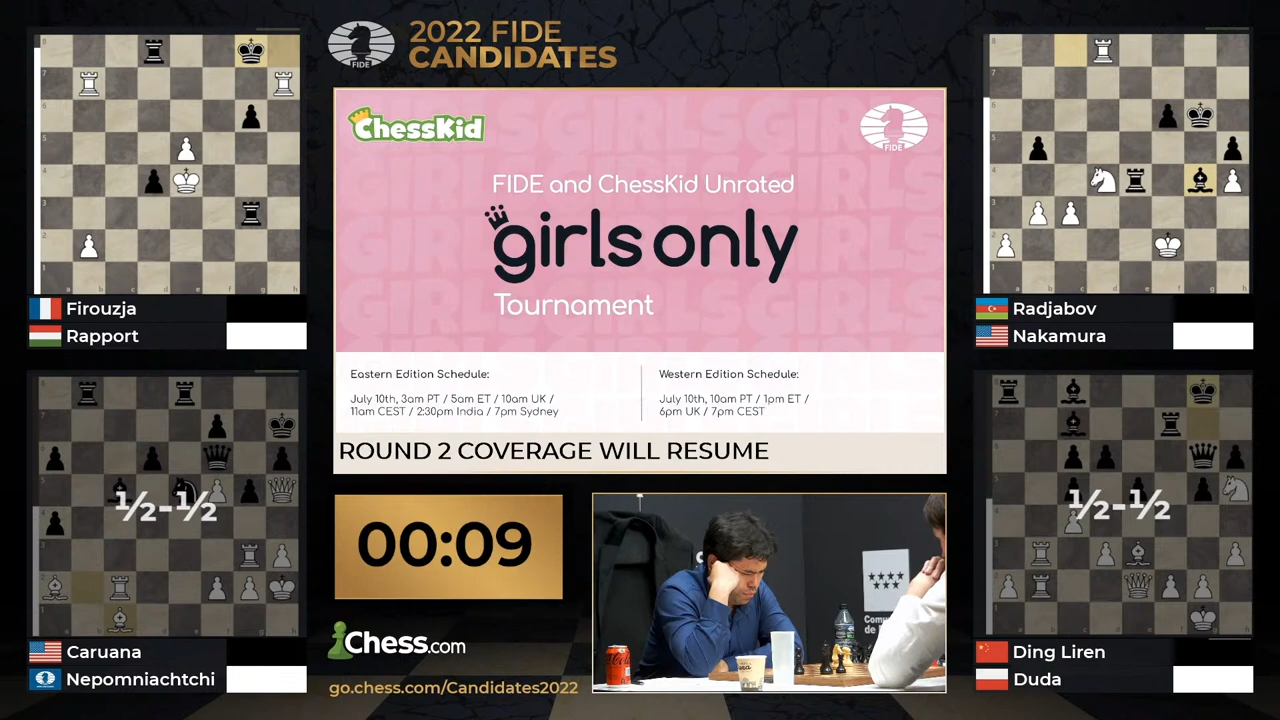 2022 FIDE
CANDIDATES
FIDE
Firouzja
Rapport
ChessKid
FIDE
FIDE and ChessKid Unrated
girls only
Tournament
Eastern Edition Schedule:
July 10th, 3am PT / 5am ET / 10am UK /
11am CEST / 2:30pm India / 7pm Sydney
Western Edition Schedule:
July 10th, 10am PT / 1pm ET /
6pm UK / 7pm CEST
ROUND 2 COVERAGE WILL RESUME
Radjabov
Nakamura
½-½
Caruana
Nepomniachtchi
00:09
Chess.com
go.chess.com/Candidates2022
½-½
Ding Liren
Duda